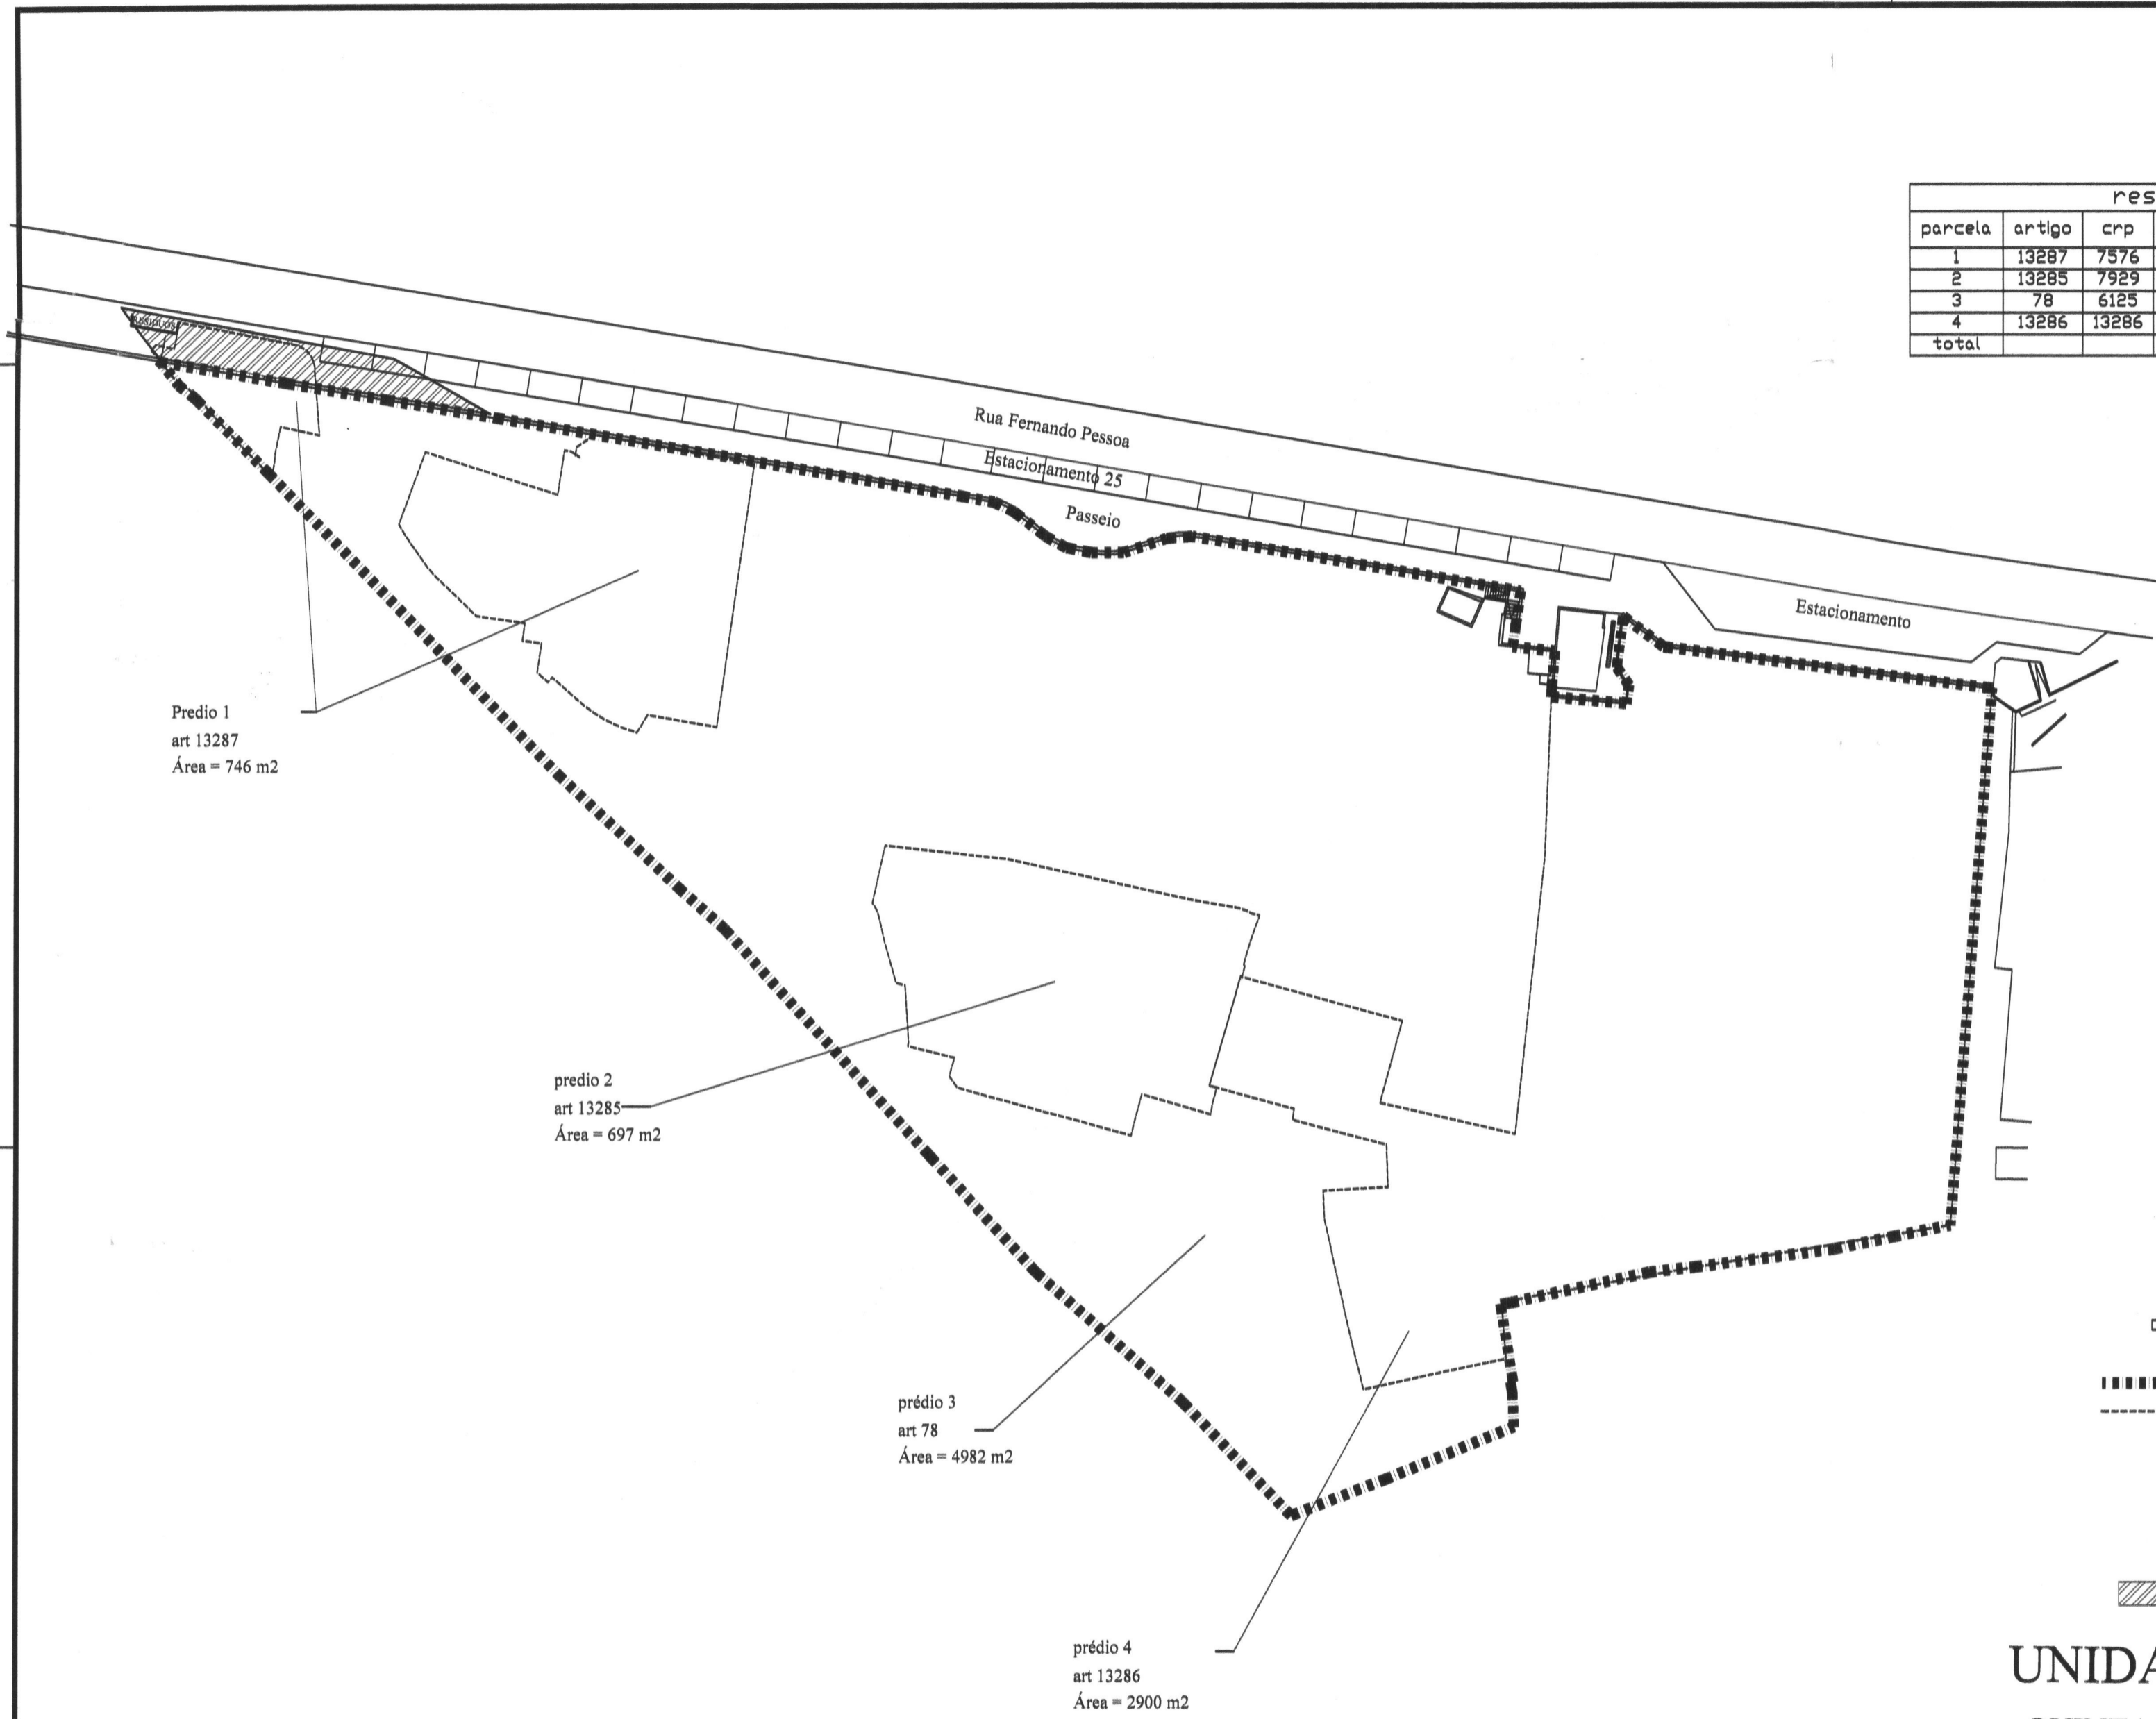 res
parcela artigo crp
1 13287 7576
2 13285 7929
3 78 6125
4 13286 13286
total
RESIDUOS
Rua Fernando Pessoa
Estacionamento 25
Passeio
Estacionamento
Predio 1
art 13287
Área = 746 m2
predio 2
art 13285
Área = 697 m2
prédio 3
art 78
Área = 4982 m2
prédio 4
art 13286
Área = 2900 m2
UNIDA